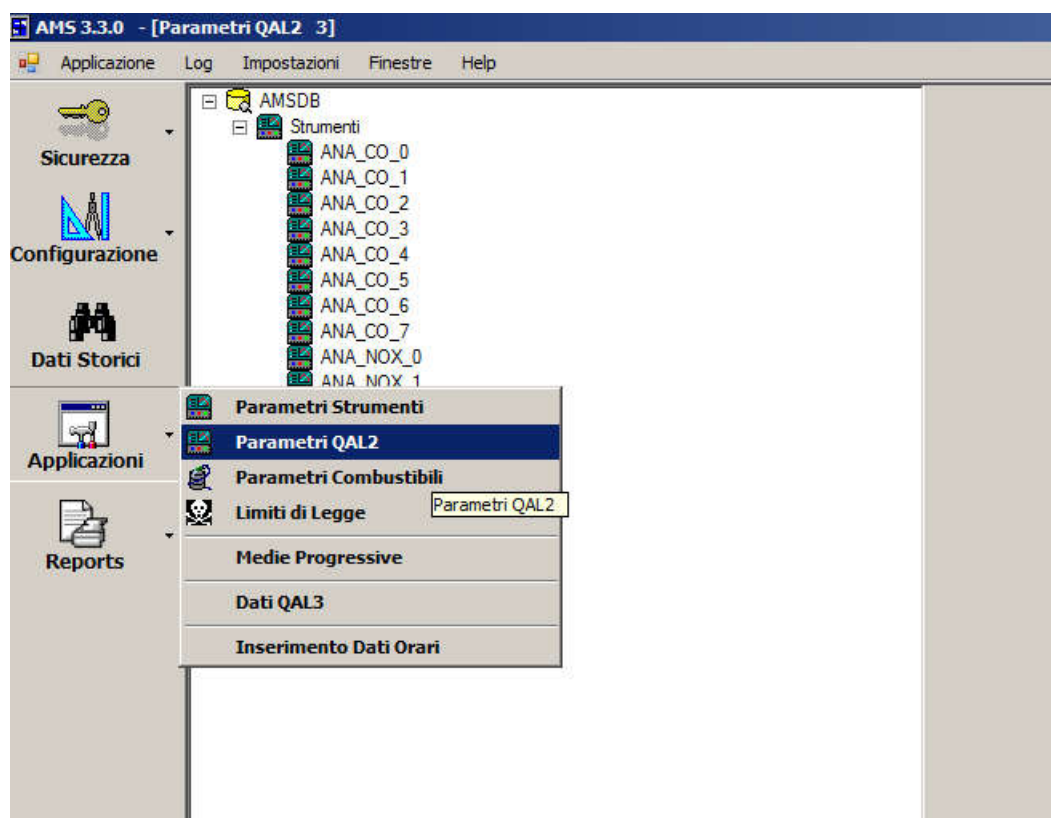 AMS 3.3.0 - [Parametri QAL2 3]
Applicazione Log Impostazioni Finestre Help
Sicurezza
Configurazione
Dati Storici
Applicazioni
Reports
AMSDB
Strumenti
ANA_CO_0
ANA_CO_1
ANA_CO_2
ANA_CO_3
ANA_CO_4
ANA_CO_5
ANA_CO_6
ANA_CO_7
ANA_NOX_0
ANA_NOX_1
Parametri Strumenti
Parametri QAL2
Parametri Combustibili
Parametri QAL2
Limiti di Legge
Medie Progressive
Dati QAL3
Inserimento Dati Orari